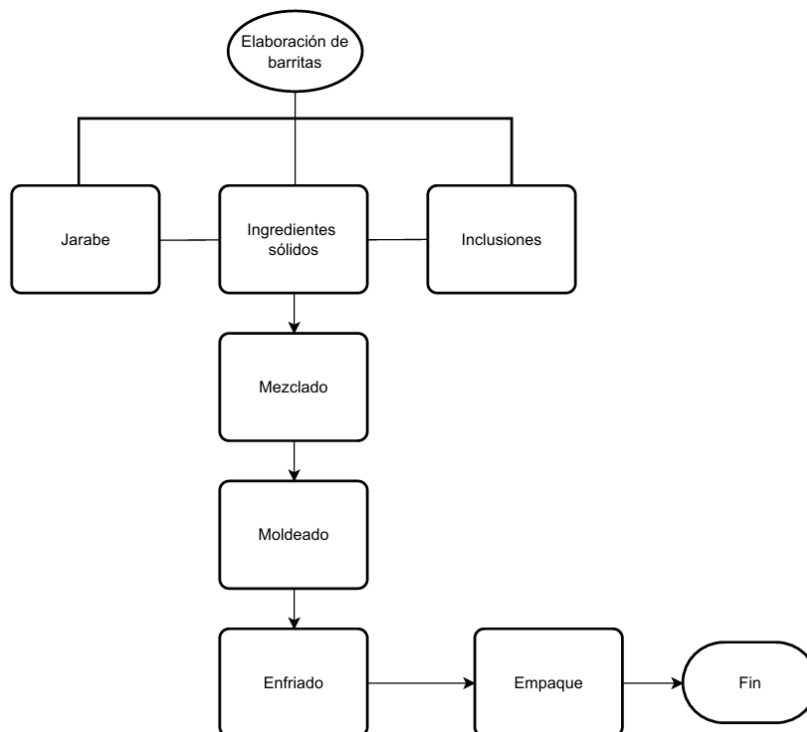 Elaboración de
barritas
Jarabe
Ingredientes
sólidos
Inclusiones
Mezclado
Moldeado
Enfriado
Empaque
Fin